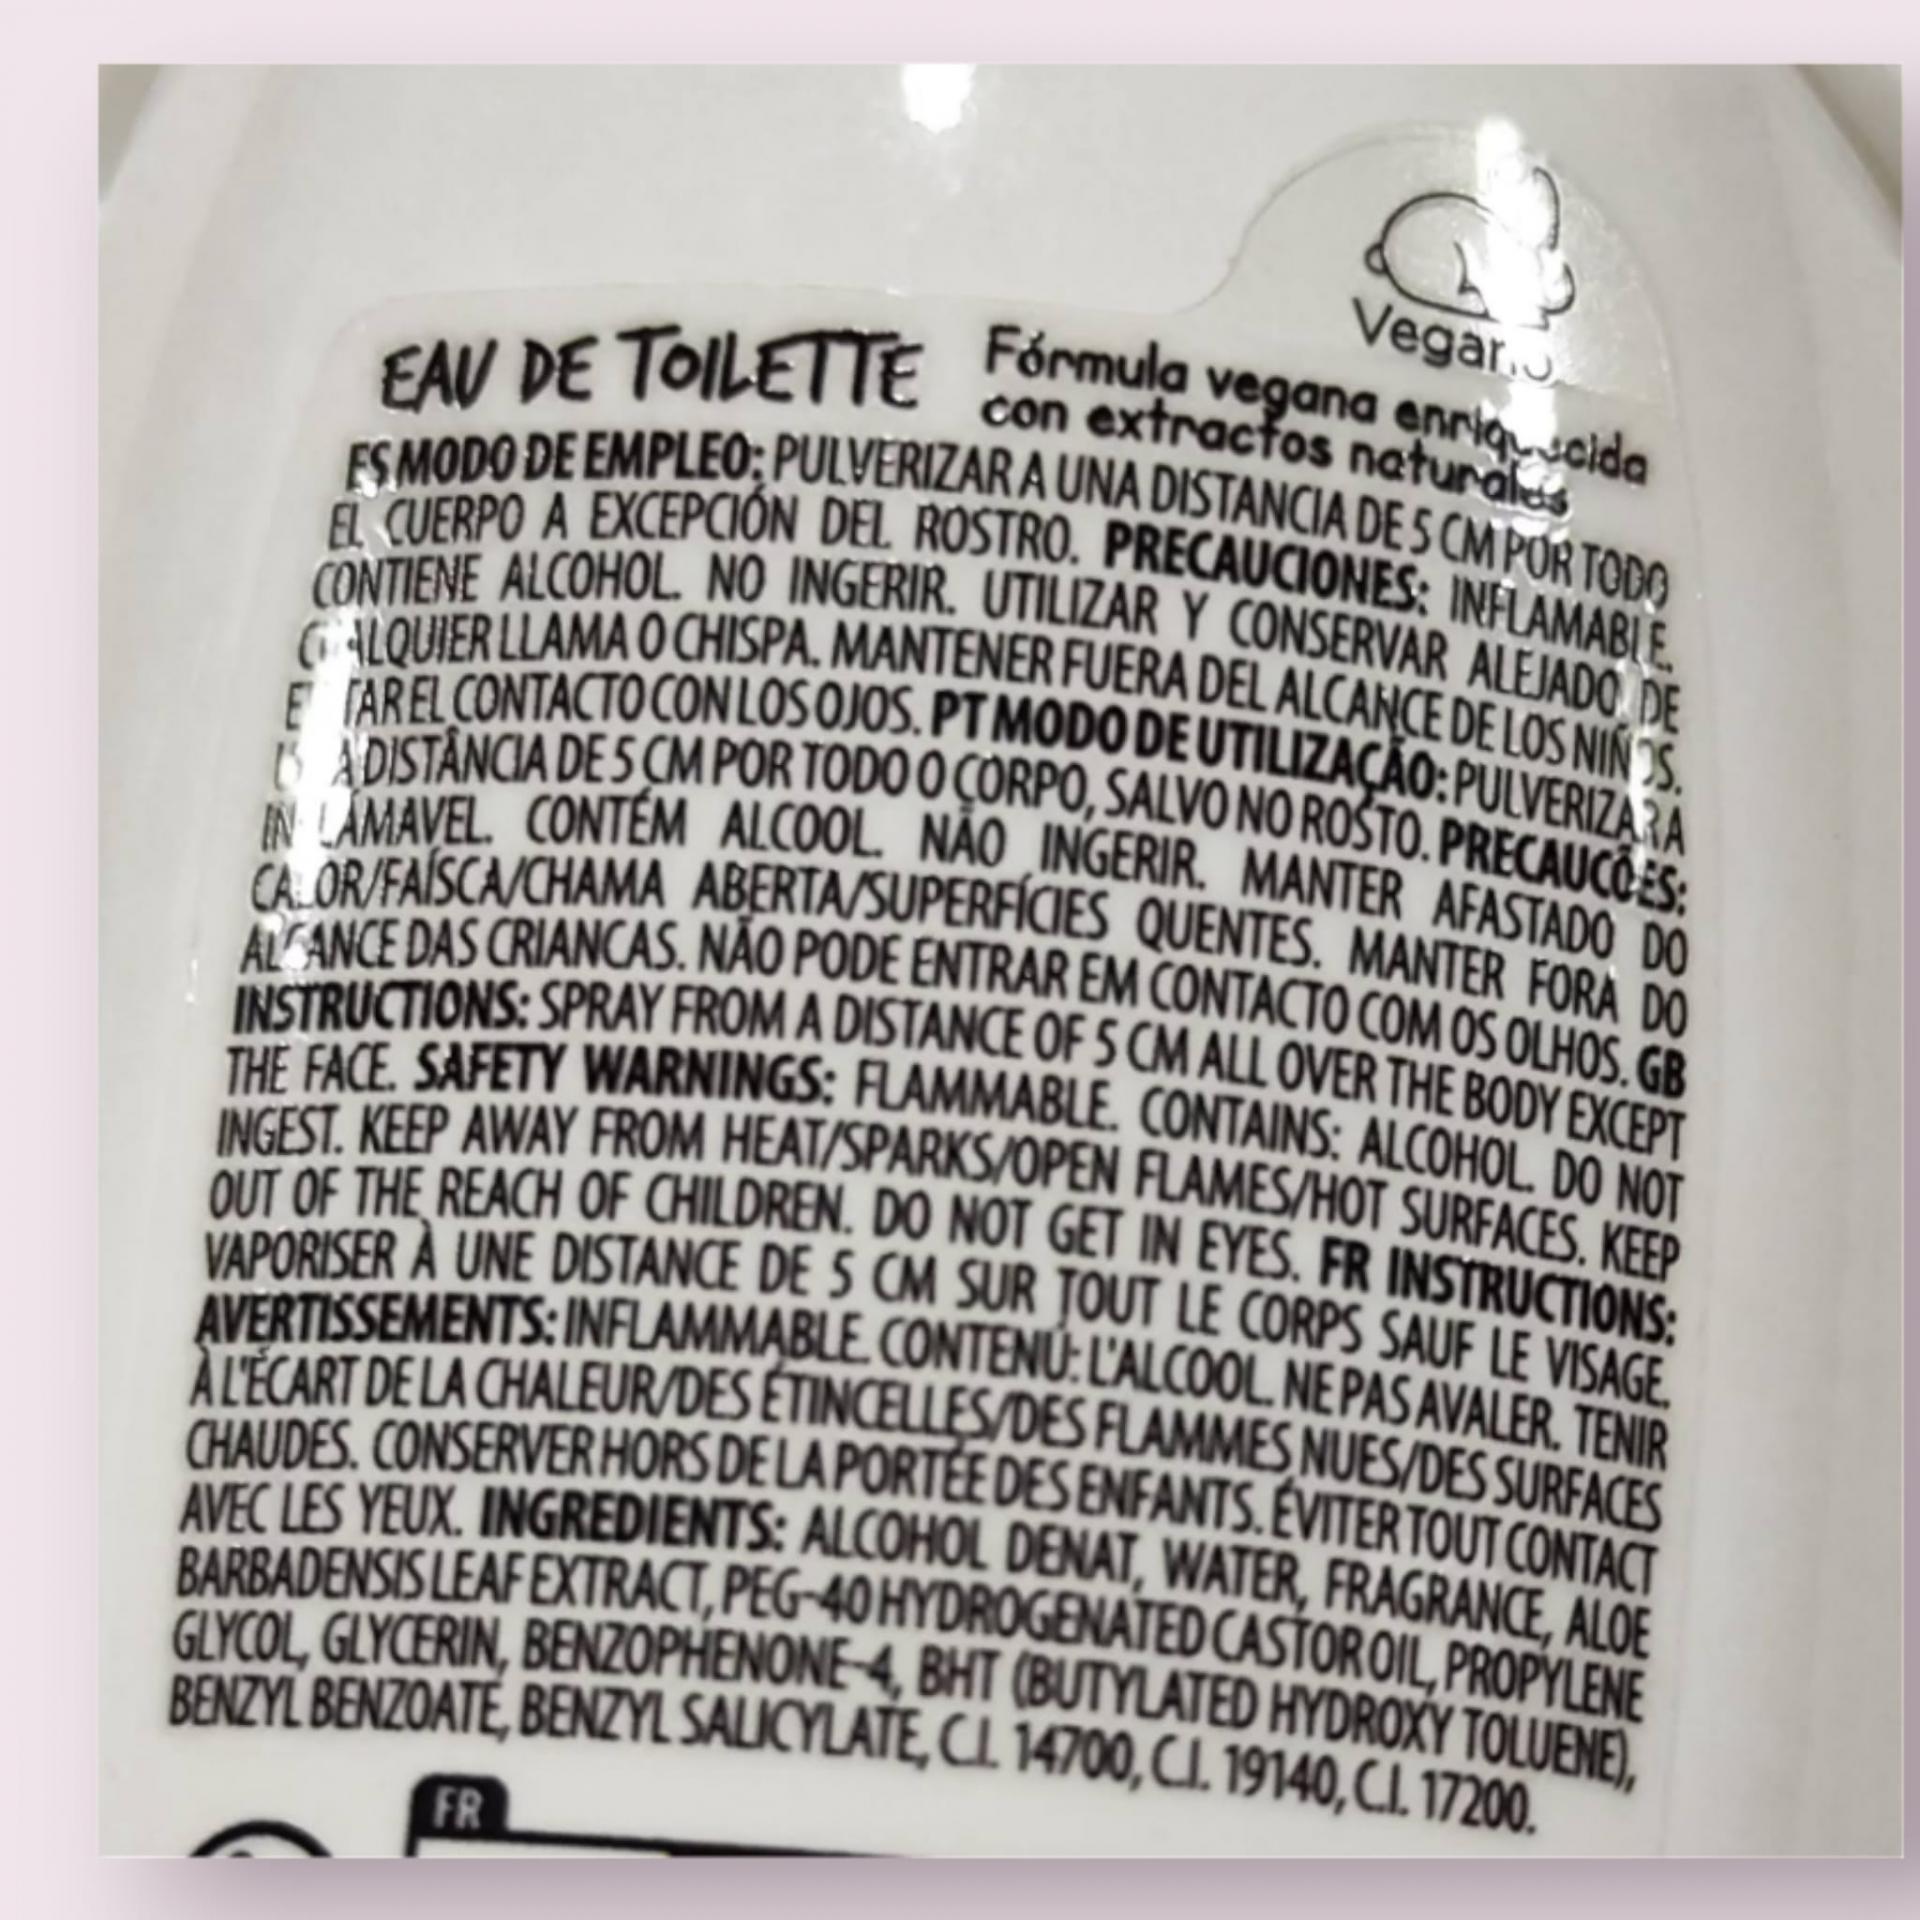 Vegano
EAU DE TOILETTE
Fórmula vegana enriquecida
con extractos naturales
ES MODO DE EMPLEO: PULVERIZAR A UNA DISTANCIA DE 5 CM POR TODO
EL CUERPO A EXCEPCIÓN DEL ROSTRO. PRECAUCIONES: INFLAMABLE.
CONTIENE ALCOHOL. NO INGERIR. UTILIZAR Y CONSERVAR ALEJADO DE
CUALQUIER LLAMA O CHISPA. MANTENER FUERA DEL ALCANCE DE LOS NIÑOS.
EVITAR EL CONTACTO CON LOS OJOS. PT MODO DE UTILIZAÇÃO: PULVERIZAR A
UMA DISTÂNCIA DE 5 CM POR TODO O CORPO, SALVO NO ROSTO. PRECAUCÕES:
INFLAMAVEL. CONTÉM ALCOOL. NÃO INGERIR. MANTER AFASTADO DO
CALOR/FAÍSCA/CHAMA ABERTA/SUPERFÍCIES QUENTES. MANTER FORA DO
ALCANCE DAS CRIANCAS. NÃO PODE ENTRAR EM CONTACTO COM OS OLHOS. GB
INSTRUCTIONS: SPRAY FROM A DISTANCE OF 5 CM ALL OVER THE BODY EXCEPT
THE FACE. SAFETY WARNINGS: FLAMMABLE. CONTAINS: ALCOHOL. DO NOT
INGEST. KEEP AWAY FROM HEAT/SPARKS/OPEN FLAMES/HOT SURFACES. KEEP
OUT OF THE REACH OF CHILDREN. DO NOT GET IN EYES. FR INSTRUCTIONS:
VAPORISER À UNE DISTANCE DE 5 CM SUR TOUT LE CORPS SAUF LE VISAGE.
AVERTISSEMENTS: INFLAMMABLE. CONTENU: L'ALCOOL. NE PAS AVALER. TENIR
À L'ÉCART DE LA CHALEUR/DES ÉTINCELLES/DES FLAMMES NUES/DES SURFACES
CHAUDES. CONSERVER HORS DE LA PORTÉE DES ENFANTS. ÉVITER TOUT CONTACT
AVEC LES YEUX. INGREDIENTS: ALCOHOL DENAT, WATER, FRAGRANCE, ALOE
BARBADENSIS LEAF EXTRACT, PEG-40 HYDROGENATED CASTOR OIL, PROPYLENE
GLYCOL, GLYCERIN, BENZOPHENONE-4, BHT (BUTYLATED HYDROXY TOLUENE),
BENZYL BENZOATE, BENZYL SALICYLATE, C.I. 14700, C.I. 19140, C.I. 17200.
FR